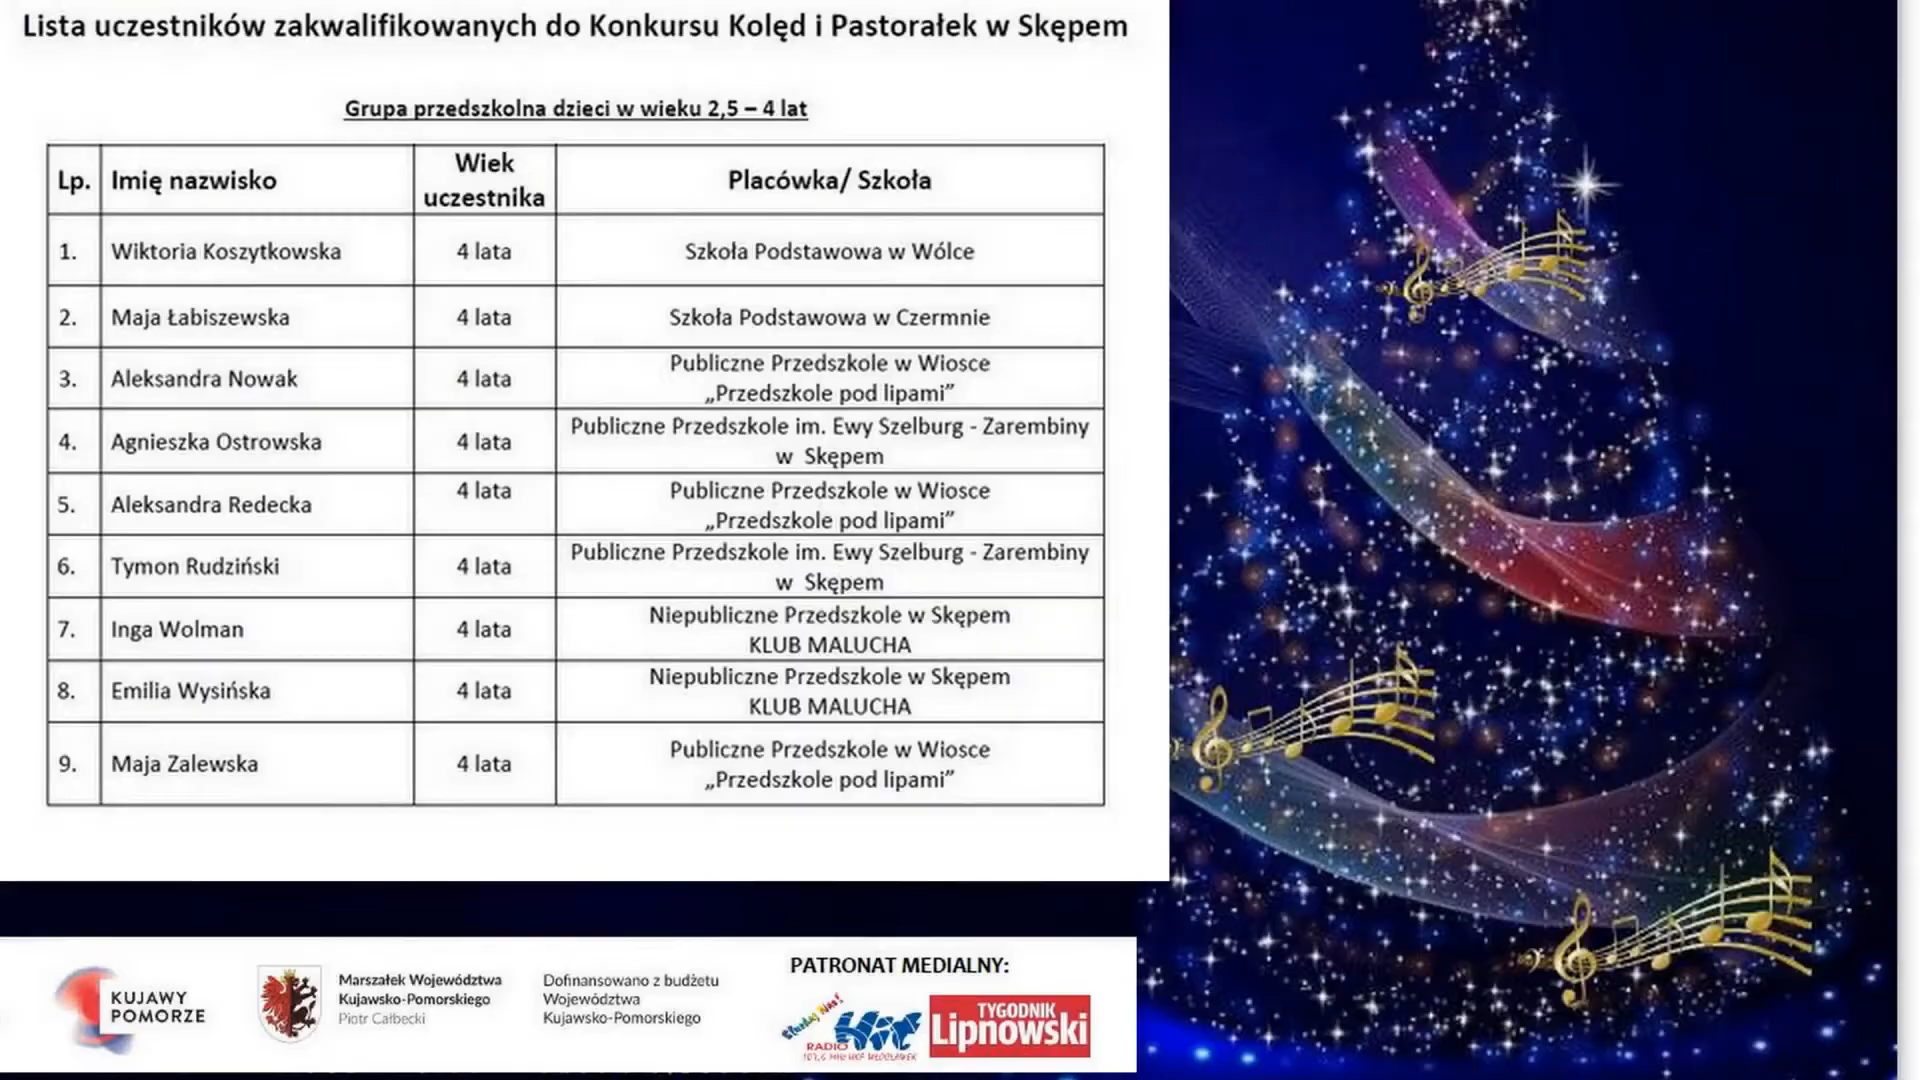 Lista uczestników zakwalifikowanych do Konkursu Kolęd i Pastorałek w Skępem
Grupa przedszkolna dzieci w wieku 2,5 – 4 lat
Lp. Imię nazwisko Wiek uczestnika Placówka/ Szkoła
1. Wiktoria Koszytkowska 4 lata Szkoła Podstawowa w Wólce
2. Maja Łabiszewska 4 lata Szkoła Podstawowa w Czermnie
3. Aleksandra Nowak 4 lata Publiczne Przedszkole w Wiosce
„Przedszkole pod lipami”
4. Agnieszka Ostrowska 4 lata Publiczne Przedszkole im. Ewy Szelburg - Zarembiny
w Skępem
5. Aleksandra Redecka 4 lata Publiczne Przedszkole w Wiosce
„Przedszkole pod lipami”
6. Tymon Rudziński 4 lata Publiczne Przedszkole im. Ewy Szelburg - Zarembiny
w Skępem
7. Inga Wolman 4 lata Niepubliczne Przedszkole w Skępem
KLUB MALUCHA
8. Emilia Wysińska 4 lata Niepubliczne Przedszkole w Skępem
KLUB MALUCHA
9. Maja Zalewska 4 lata Publiczne Przedszkole w Wiosce
„Przedszkole pod lipami”
KUJAWY
POMORZE
Marszałek Województwa
Kujawsko-Pomorskiego
Piotr Całbecki
Dofinansowano z budżetu
Województwa
Kujawsko-Pomorskiego
PATRONAT MEDIALNY:
RADIO
TYGODNIK
Lipnowski